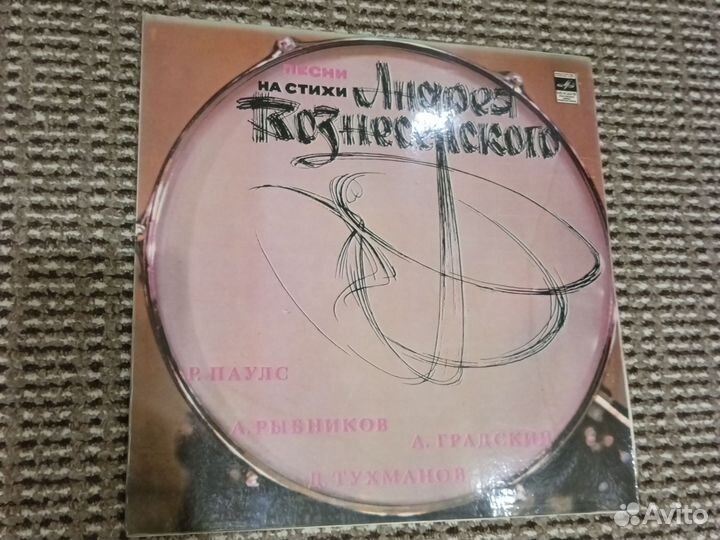 ПЕСНИ
НА СТИХИ Андрея
Вознесенского
Р. ПАУЛС
А. РЫБНИКОВ
А. ГРАДСКИЙ
Д. ТУХМАНОВ
Avito